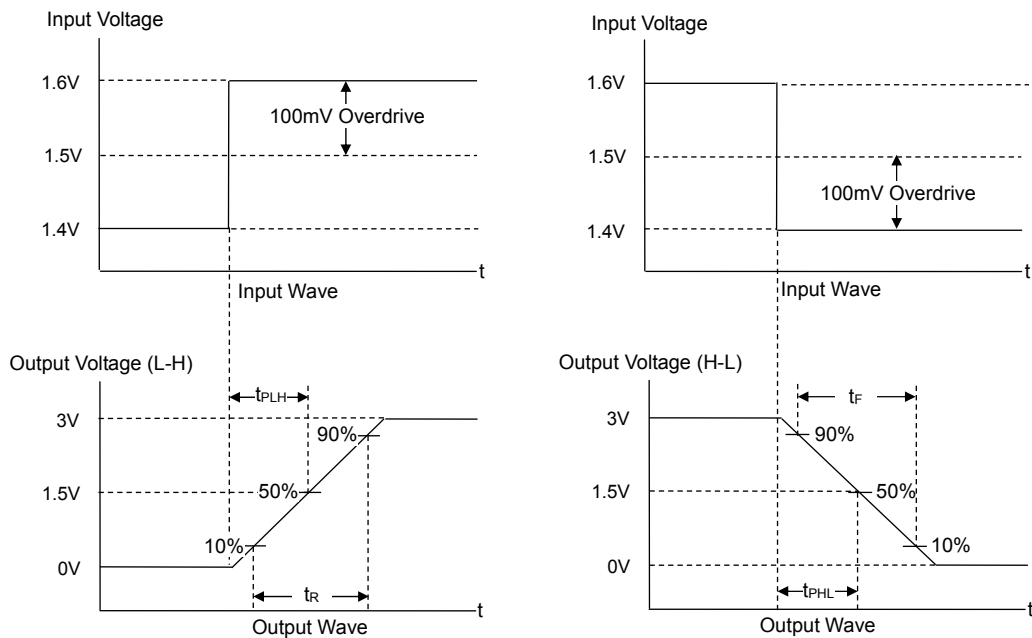 Input Voltage
1.6V
100mV Overdrive
1.5V
1.4V
t
Input Wave
Input Voltage
1.6V
1.5V
100mV Overdrive
1.4V
t
Input Wave
Output Voltage (L-H)
tPLH
3V
90%
1.5V
50%
10%
0V
tR
t
Output Wave
Output Voltage (H-L)
tF
3V
90%
1.5V
50%
10%
0V
tPHL
t
Output Wave